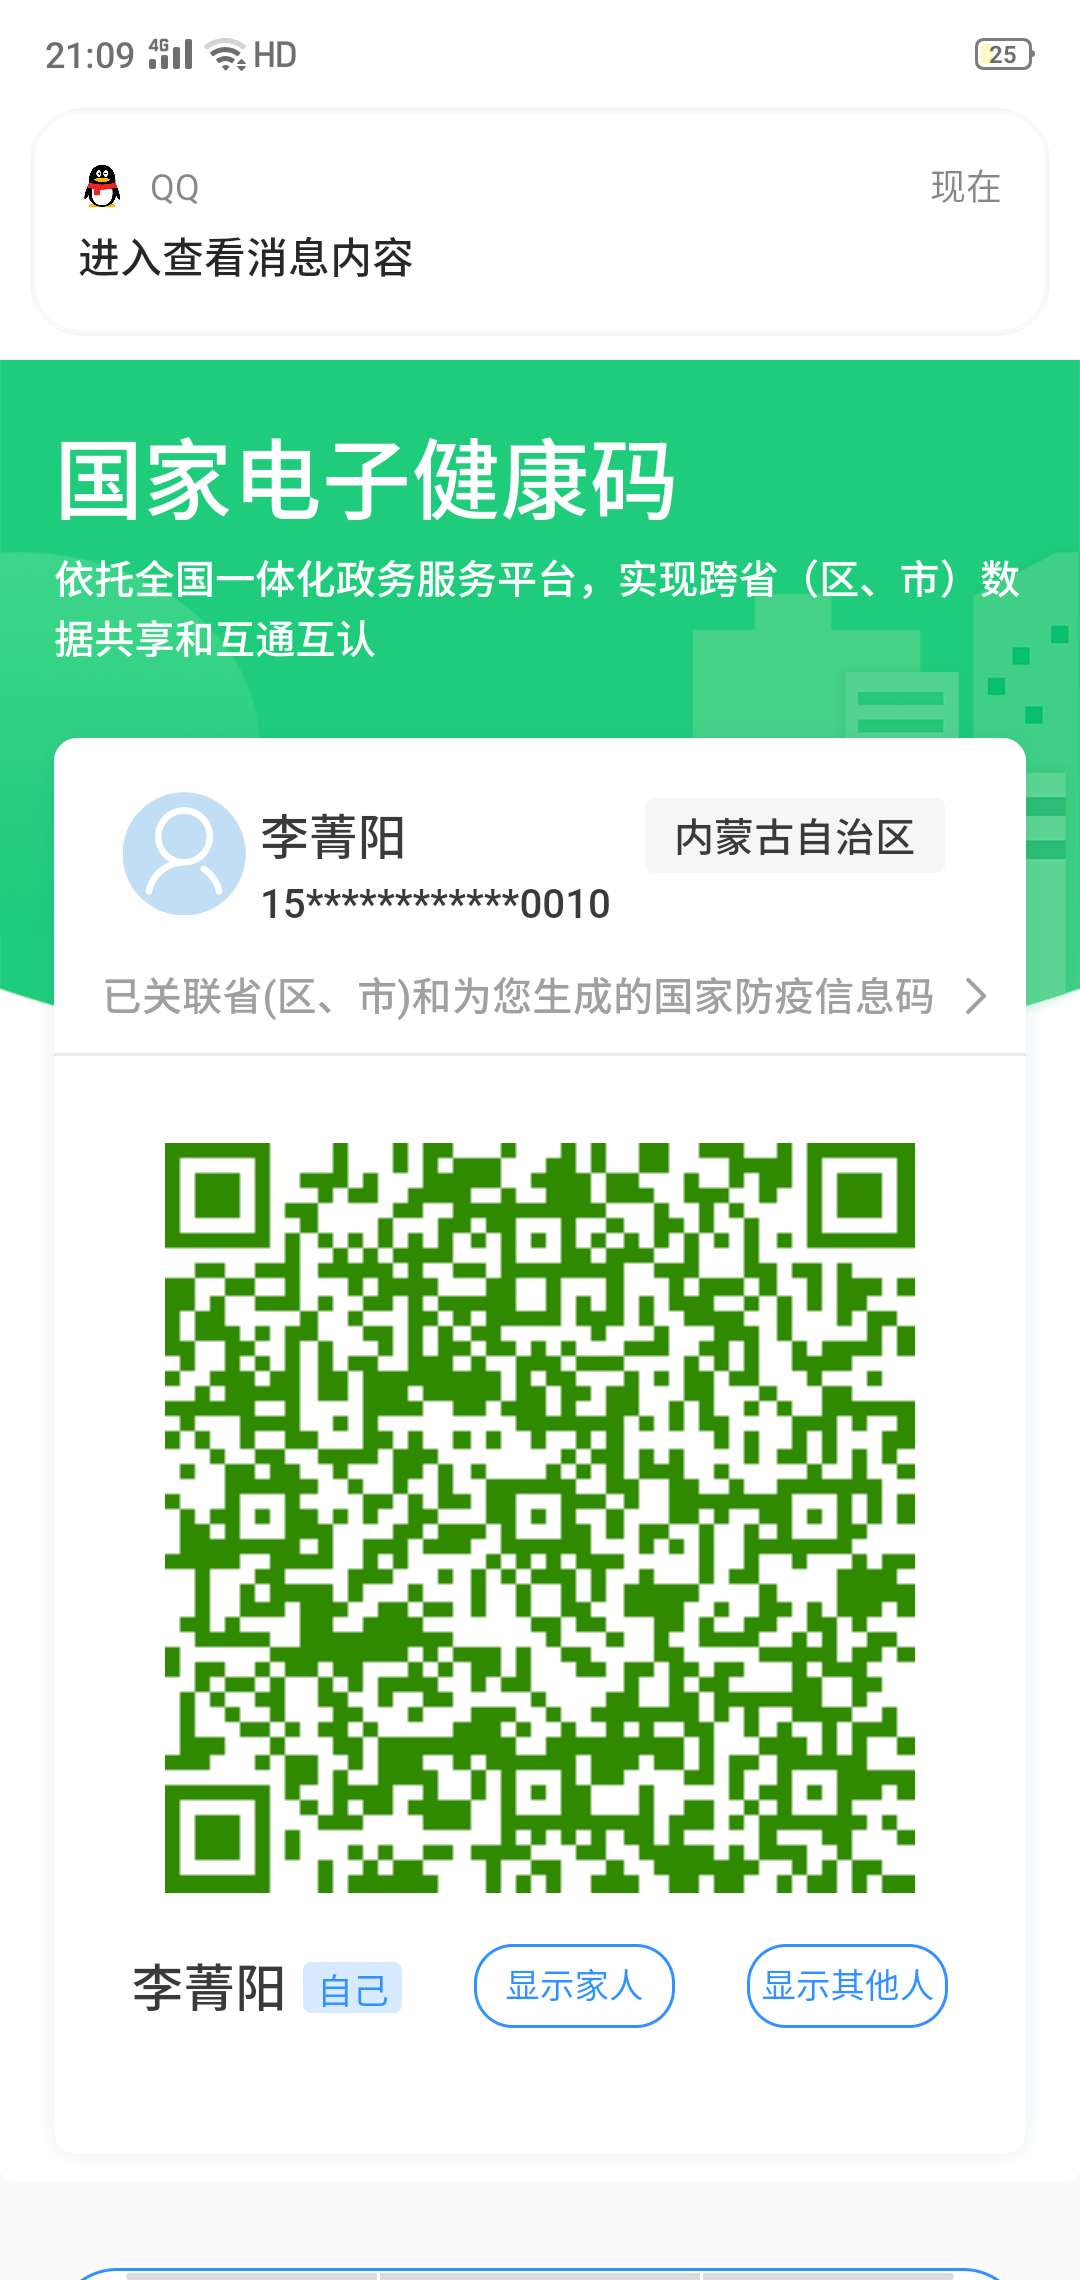 21:09 4G HD 25
QQ 现在
进入查看消息内容
国家电子健康码
依托全国一体化政务服务平台，实现跨省（区、市）数
据共享和互通互认
李菁阳 内蒙古自治区
15************0010
已关联省(区、市)和为您生成的国家防疫信息码
李菁阳 自己 显示家人 显示其他人